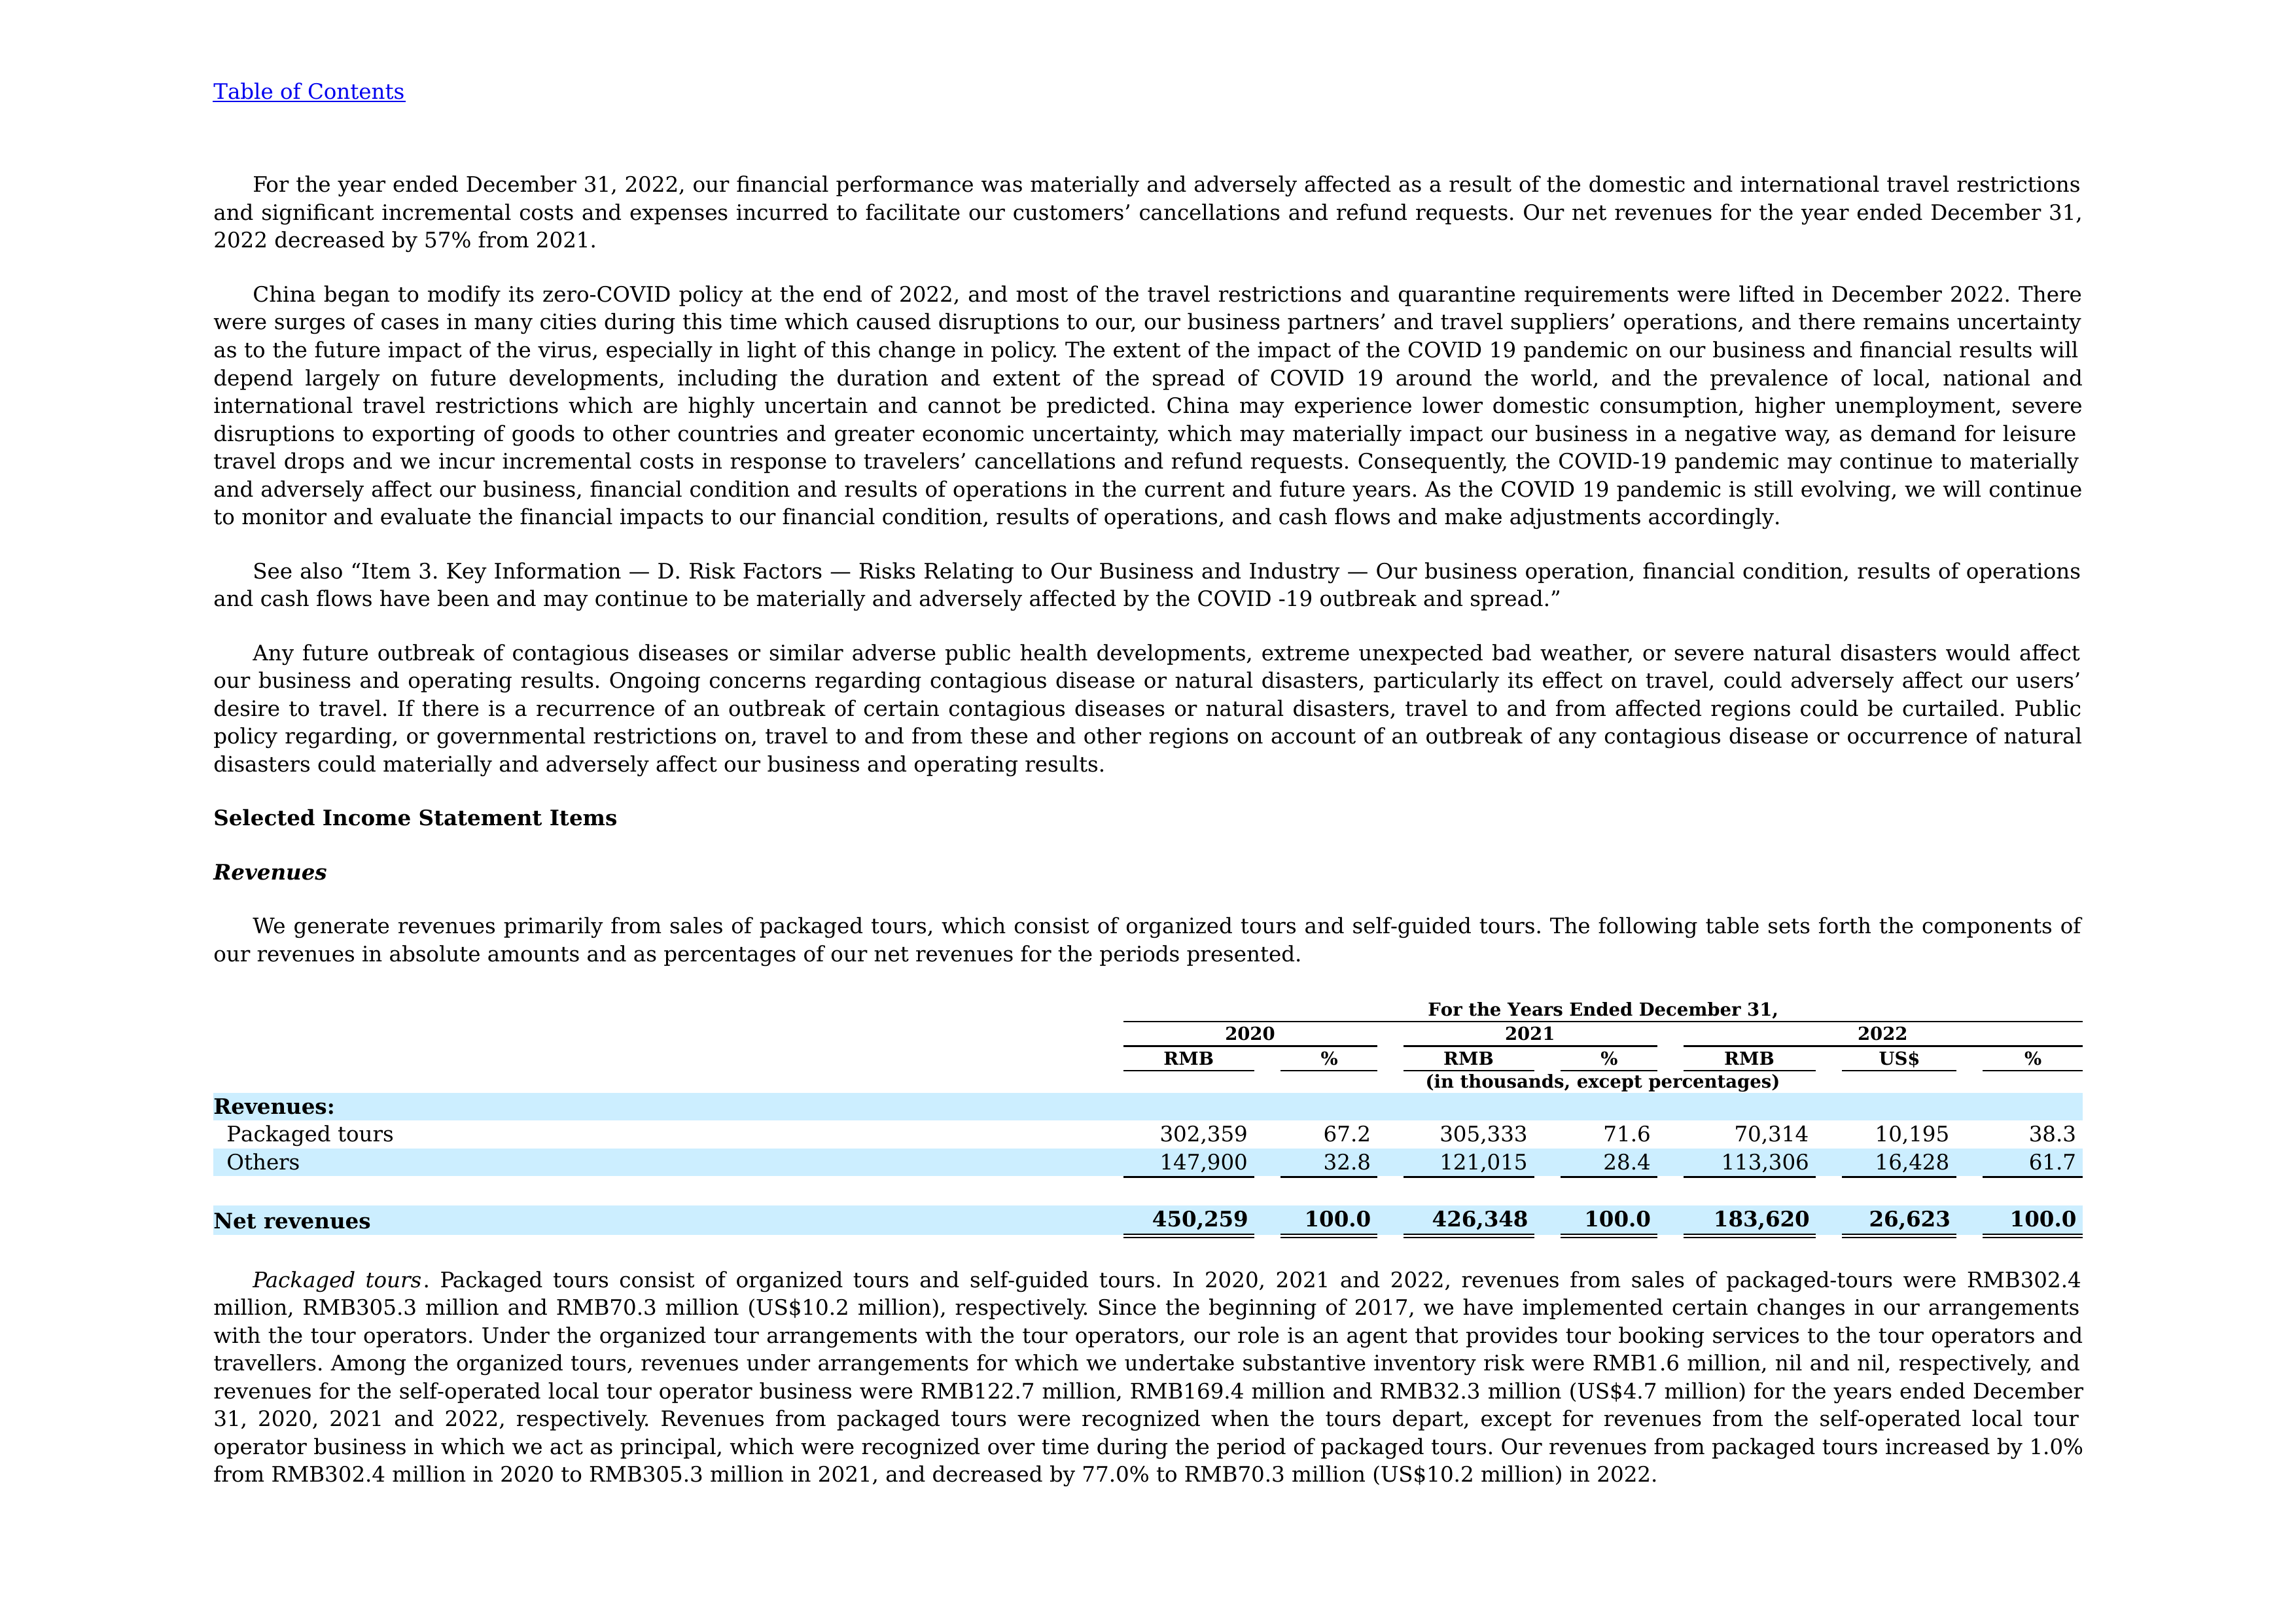 Table of Contents
For the year ended December 31, 2022, our financial performance was materially and adversely affected as a result of the domestic and international travel restrictions
and significant incremental costs and expenses incurred to facilitate our customers’ cancellations and refund requests. Our net revenues for the year ended December 31,
2022 decreased by 57% from 2021.
China began to modify its zero-COVID policy at the end of 2022, and most of the travel restrictions and quarantine requirements were lifted in December 2022. There
were surges of cases in many cities during this time which caused disruptions to our, our business partners’ and travel suppliers’ operations, and there remains uncertainty
as to the future impact of the virus, especially in light of this change in policy. The extent of the impact of the COVID 19 pandemic on our business and financial results will
depend largely on future developments, including the duration and extent of the spread of COVID 19 around the world, and the prevalence of local, national and
international travel restrictions which are highly uncertain and cannot be predicted. China may experience lower domestic consumption, higher unemployment, severe
disruptions to exporting of goods to other countries and greater economic uncertainty, which may materially impact our business in a negative way, as demand for leisure
travel drops and we incur incremental costs in response to travelers’ cancellations and refund requests. Consequently, the COVID-19 pandemic may continue to materially
and adversely affect our business, financial condition and results of operations in the current and future years. As the COVID 19 pandemic is still evolving, we will continue
to monitor and evaluate the financial impacts to our financial condition, results of operations, and cash flows and make adjustments accordingly.
See also “Item 3. Key Information — D. Risk Factors — Risks Relating to Our Business and Industry — Our business operation, financial condition, results of operations
and cash flows have been and may continue to be materially and adversely affected by the COVID -19 outbreak and spread.”
Any future outbreak of contagious diseases or similar adverse public health developments, extreme unexpected bad weather, or severe natural disasters would affect
our business and operating results. Ongoing concerns regarding contagious disease or natural disasters, particularly its effect on travel, could adversely affect our users’
desire to travel. If there is a recurrence of an outbreak of certain contagious diseases or natural disasters, travel to and from affected regions could be curtailed. Public
policy regarding, or governmental restrictions on, travel to and from these and other regions on account of an outbreak of any contagious disease or occurrence of natural
disasters could materially and adversely affect our business and operating results.
Selected Income Statement Items
Revenues
We generate revenues primarily from sales of packaged tours, which consist of organized tours and self-guided tours. The following table sets forth the components of
our revenues in absolute amounts and as percentages of our net revenues for the periods presented.
For the Years Ended December 31,
2020 2021 2022
RMB % RMB % RMB US$ %
(in thousands, except percentages)
Revenues:
Packaged tours 302,359 67.2 305,333 71.6 70,314 10,195 38.3
Others 147,900 32.8 121,015 28.4 113,306 16,428 61.7
Net revenues 450,259 100.0 426,348 100.0 183,620 26,623 100.0
Packaged tours. Packaged tours consist of organized tours and self-guided tours. In 2020, 2021 and 2022, revenues from sales of packaged-tours were RMB302.4
million, RMB305.3 million and RMB70.3 million (US$10.2 million), respectively. Since the beginning of 2017, we have implemented certain changes in our arrangements
with the tour operators. Under the organized tour arrangements with the tour operators, our role is an agent that provides tour booking services to the tour operators and
travellers. Among the organized tours, revenues under arrangements for which we undertake substantive inventory risk were RMB1.6 million, nil and nil, respectively, and
revenues for the self-operated local tour operator business were RMB122.7 million, RMB169.4 million and RMB32.3 million (US$4.7 million) for the years ended December
31, 2020, 2021 and 2022, respectively. Revenues from packaged tours were recognized when the tours depart, except for revenues from the self-operated local tour
operator business in which we act as principal, which were recognized over time during the period of packaged tours. Our revenues from packaged tours increased by 1.0%
from RMB302.4 million in 2020 to RMB305.3 million in 2021, and decreased by 77.0% to RMB70.3 million (US$10.2 million) in 2022.